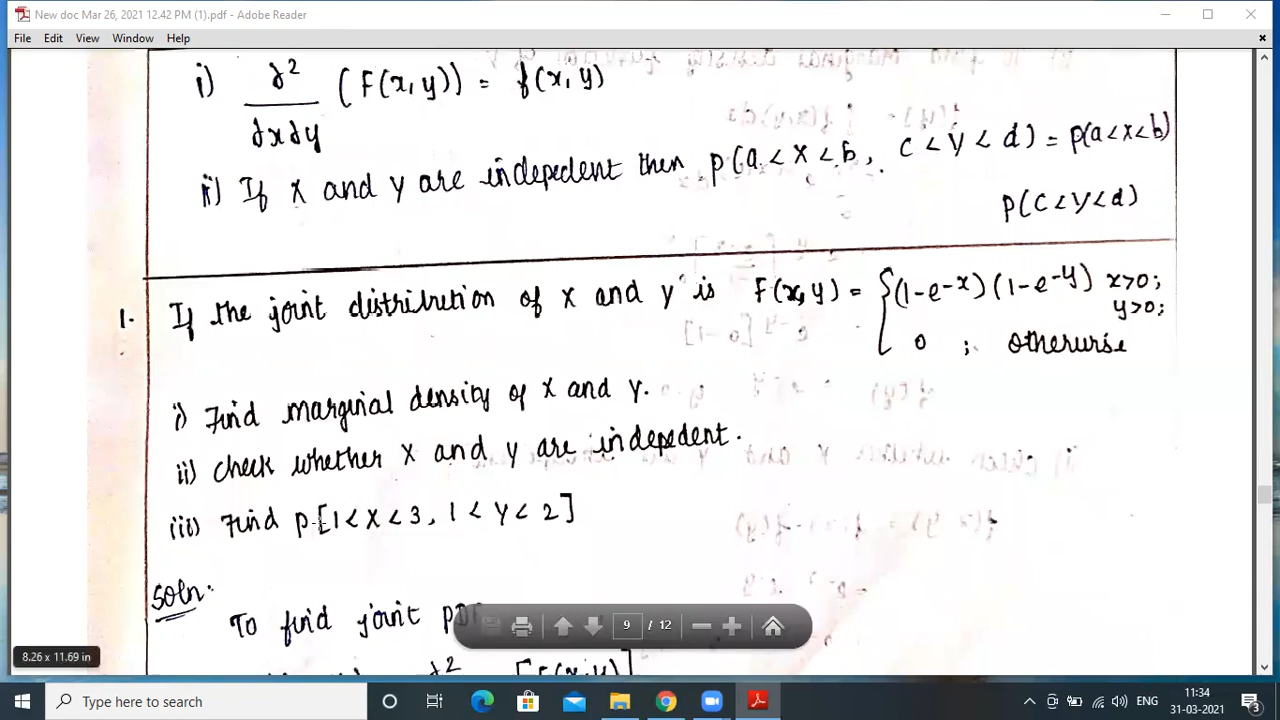 New doc Mar 26, 2021 12.42 PM (1).pdf - Adobe Reader
File Edit View Window Help
i) ∂²/∂x∂y (F(x,y)) = f(x,y)
ii) If X and Y are indepedent then P(a < X < b, c < Y < d) = P(a<X<b)
P(c<Y<d)
1. If the joint distribution of X and Y is F(x,y) = { (1-e^-x)(1-e^-y) x>0;
y>0;
0 ; otherwise
i) Find marginal density of X and Y.
ii) check whether X and Y are indepedent.
iii) Find P[1<X<3, 1<Y<2]
Soln:
To find joint PDF
∂² [F(x,y)]
9 / 12
8.26 x 11.69 in
Type here to search
ENG
11:34
31-03-2021
3